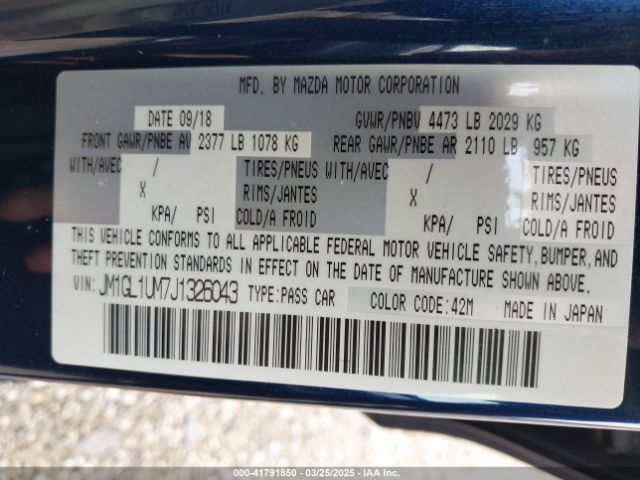 MFD. BY MAZDA MOTOR CORPORATION
DATE 09/18 GVWR/PNBV 4473 LB 2029 KG
FRONT GAWR/PNBE AV 2377 LB 1078 KG REAR GAWR/PNBE AR 2110 LB 957 KG
WITH/AVEC / TIRES/PNEUS WITH/AVEC / TIRES/PNEUS
X RIMS/JANTES X RIMS/JANTES
KPA/ PSI COLD/A FROID KPA/ PSI COLD/A FROID
THIS VEHICLE CONFORMS TO ALL APPLICABLE FEDERAL MOTOR VEHICLE SAFETY, BUMPER, AND
THEFT PREVENTION STANDARDS IN EFFECT ON THE DATE OF MANUFACTURE SHOWN ABOVE.
VIN: JM1GL1UM7J1326043 TYPE:PASS CAR COLOR CODE:42M MADE IN JAPAN
000-41791850 - 03/25/2025 - IAA Inc.